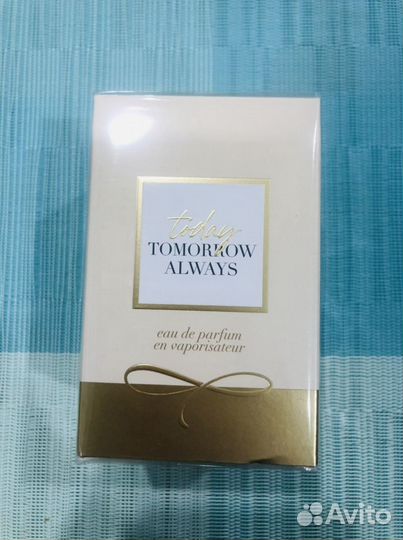 today
TOMORROW
ALWAYS
eau de parfum
en vaporisateur
Avito